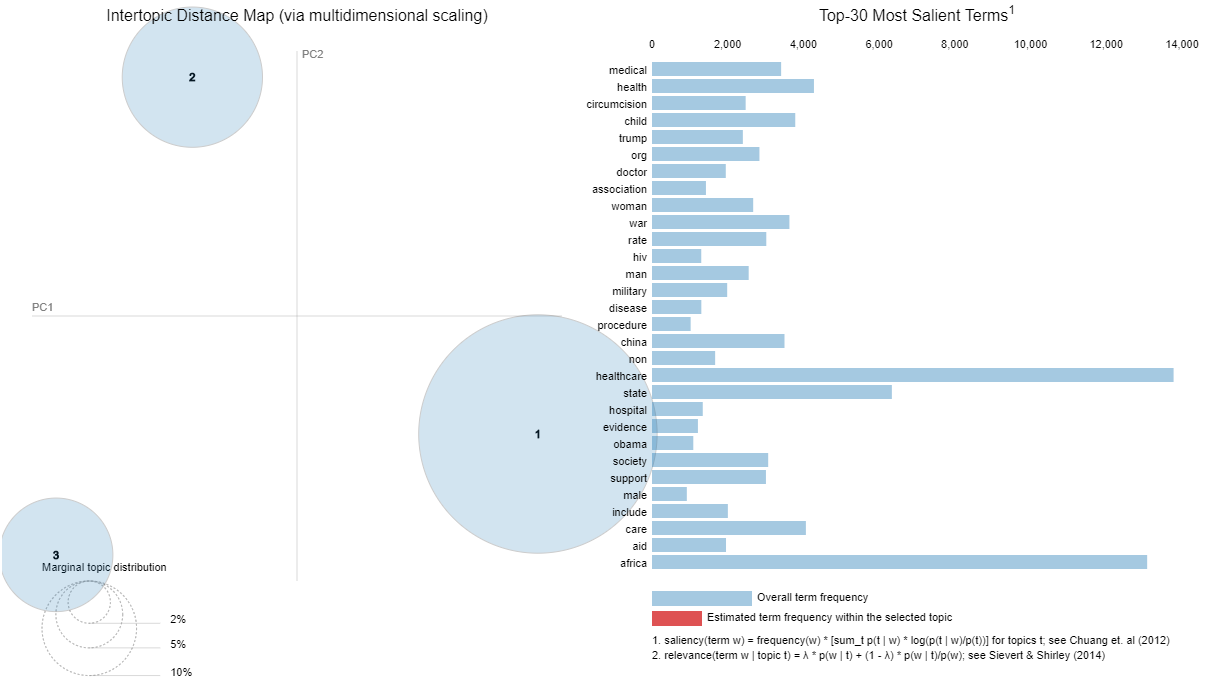 Intertopic Distance Map (via multidimensional scaling)
PC2
PC1
2
1
3
Marginal topic distribution
2%
5%
10%
Top-30 Most Salient Terms1
0 2,000 4,000 6,000 8,000 10,000 12,000 14,000
medical
health
circumcision
child
trump
org
doctor
association
woman
war
rate
hiv
man
military
disease
procedure
china
non
healthcare
state
hospital
evidence
obama
society
support
male
include
care
aid
africa
Overall term frequency
Estimated term frequency within the selected topic
1. saliency(term w) = frequency(w) * [sum_t p(t | w) * log(p(t | w)/p(t))] for topics t; see Chuang et. al (2012)
2. relevance(term w | topic t) = λ * p(w | t) + (1 - λ) * p(w | t)/p(w); see Sievert & Shirley (2014)